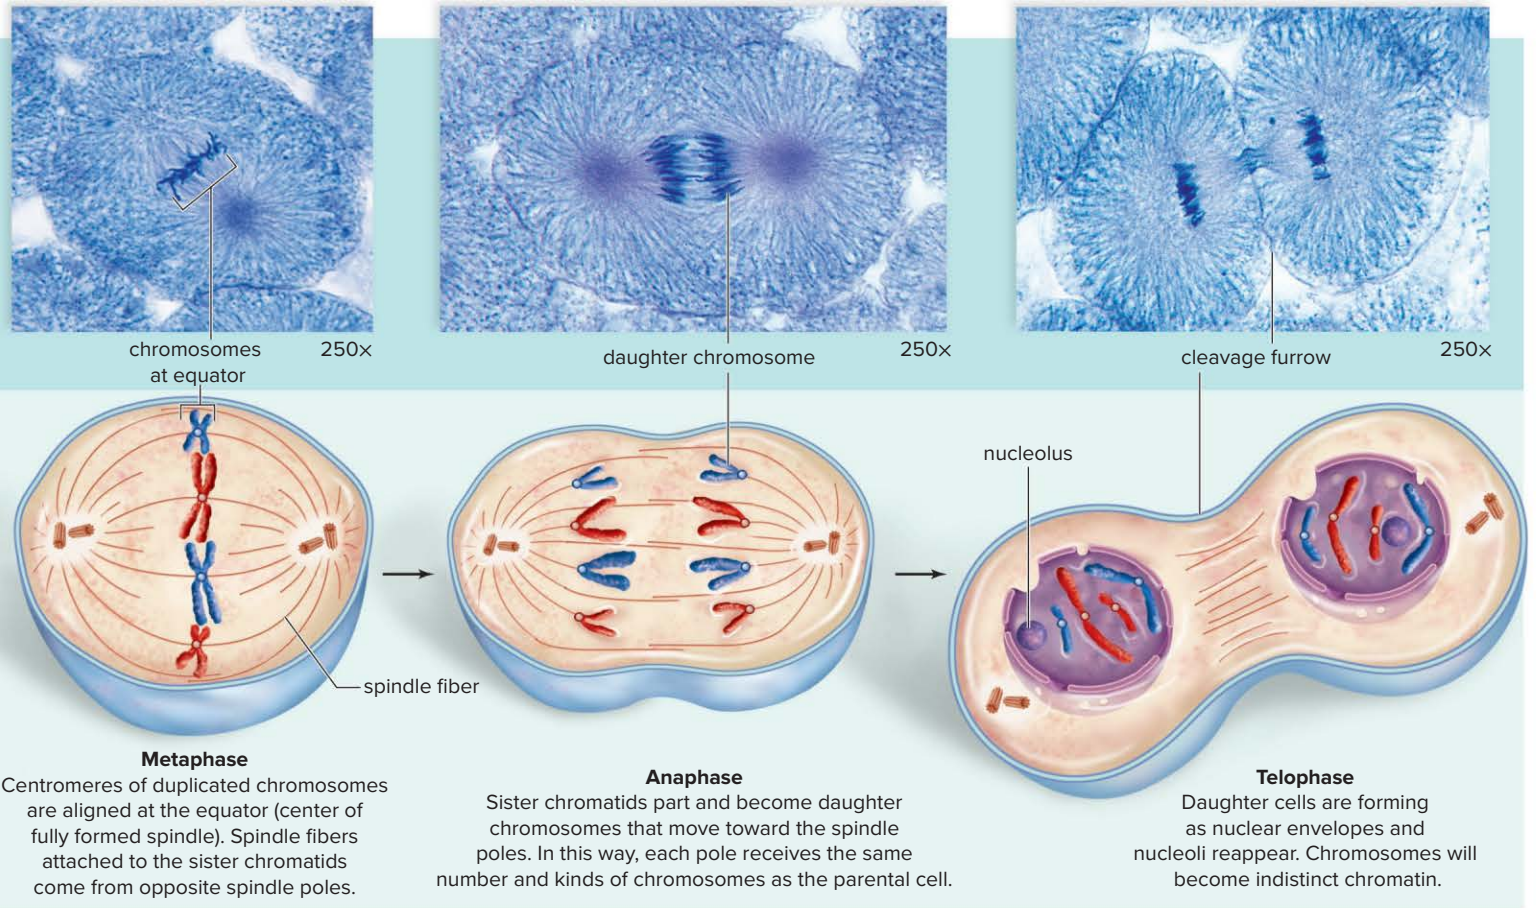 chromosomes
at equator
250×
daughter chromosome
250×
cleavage furrow
250×
nucleolus
spindle fiber
Metaphase
Centromeres of duplicated chromosomes
are aligned at the equator (center of
fully formed spindle). Spindle fibers
attached to the sister chromatids
come from opposite spindle poles.
Anaphase
Sister chromatids part and become daughter
chromosomes that move toward the spindle
poles. In this way, each pole receives the same
number and kinds of chromosomes as the parental cell.
Telophase
Daughter cells are forming
as nuclear envelopes and
nucleoli reappear. Chromosomes will
become indistinct chromatin.